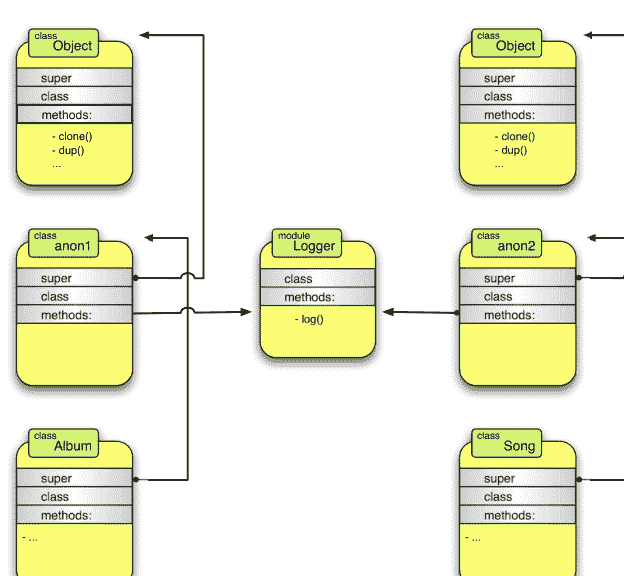 class
Object
super
class
methods:
- clone()
- dup()
...
class
Object
super
class
methods:
- clone()
- dup()
...
class
anon1
super
class
methods:
module
Logger
class
methods:
- log()
class
anon2
super
class
methods:
class
Album
super
class
methods:
- ...
class
Song
super
class
methods:
- ...